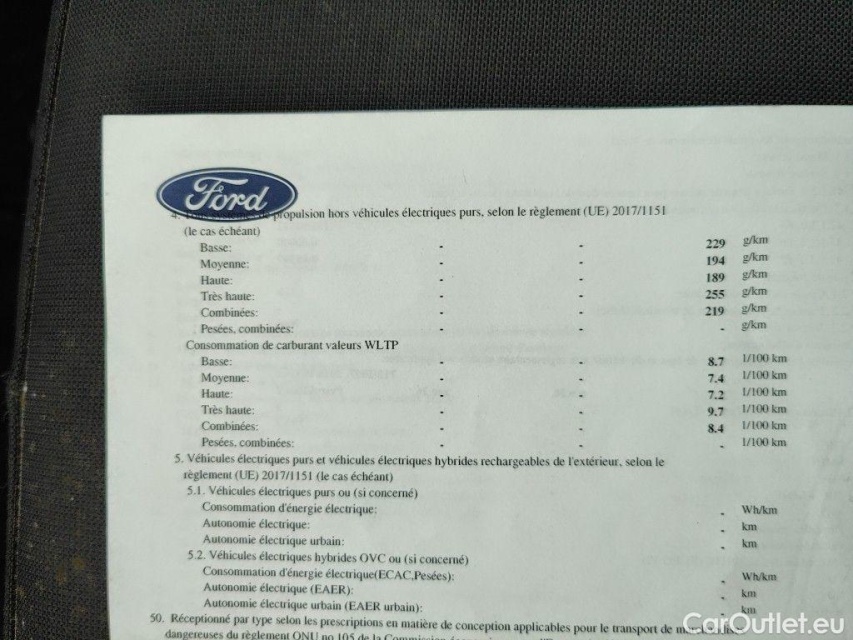 Ford
4. propulsion hors véhicules électriques purs, selon le règlement (UE) 2017/1151
(le cas échéant)
Basse: - - 229 g/km
Moyenne: - - 194 g/km
Haute: - - 189 g/km
Très haute: - - 255 g/km
Combinées: - - 219 g/km
Pesées, combinées: - - - g/km
Consommation de carburant valeurs WLTP
Basse: - - 8.7 l/100 km
Moyenne: - - 7.4 l/100 km
Haute: - - 7.2 l/100 km
Très haute: - - 9.7 l/100 km
Combinées: - - 8.4 l/100 km
Pesées, combinées: - - - l/100 km
5. Véhicules électriques purs et véhicules électriques hybrides rechargeables de l'extérieur, selon le
règlement (UE) 2017/1151 (le cas échéant)
5.1. Véhicules électriques purs ou (si concerné)
Consommation d'énergie électrique: - Wh/km
Autonomie électrique: - km
Autonomie électrique urbain: - km
5.2. Véhicules électriques hybrides OVC ou (si concerné)
Consommation d'énergie électrique(ECAC,Pesées): - Wh/km
Autonomie électrique (EAER): - km
Autonomie électrique urbain (EAER urbain): - km
50. Réceptionné par type selon les prescriptions en matière de conception applicables pour le transport de
dangereuses du règlement ONU no 105 de la
CarOutlet.eu